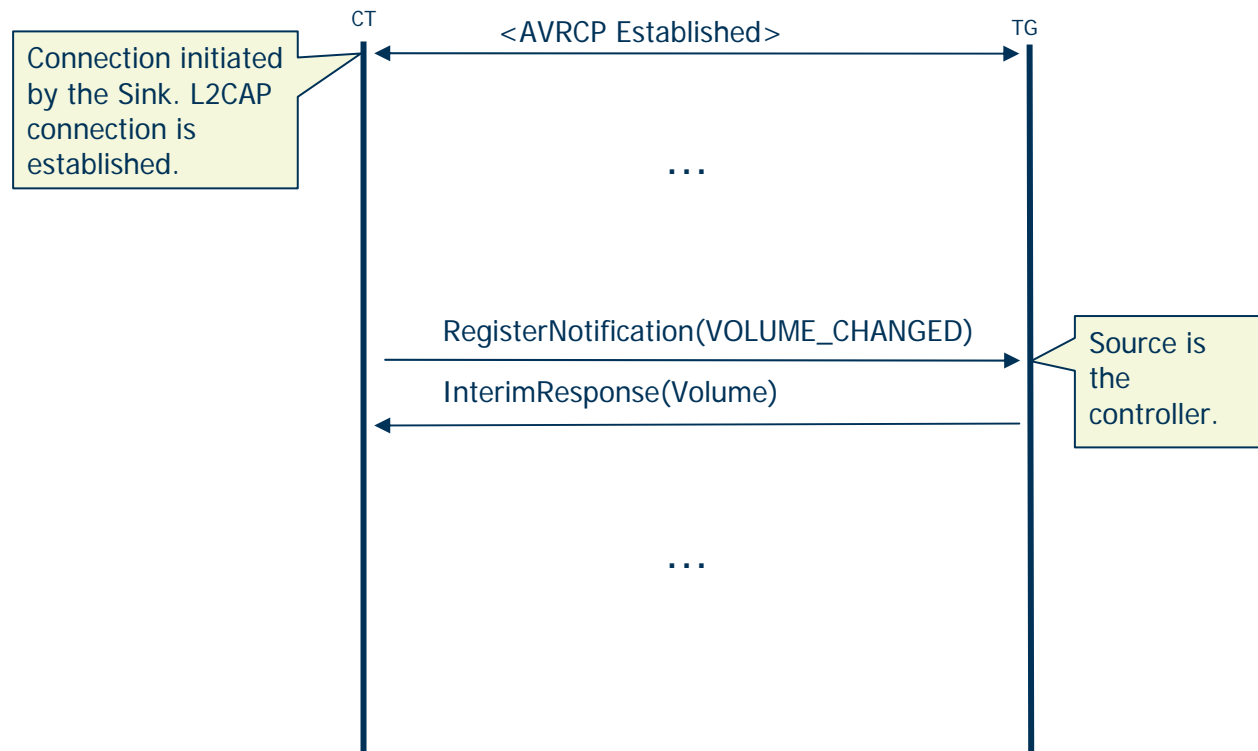 CT
<AVRCP Established>
TG
Connection initiated
by the Sink. L2CAP
connection is
established.
...
RegisterNotification(VOLUME_CHANGED)
InterimResponse(Volume)
Source is
the
controller.
...